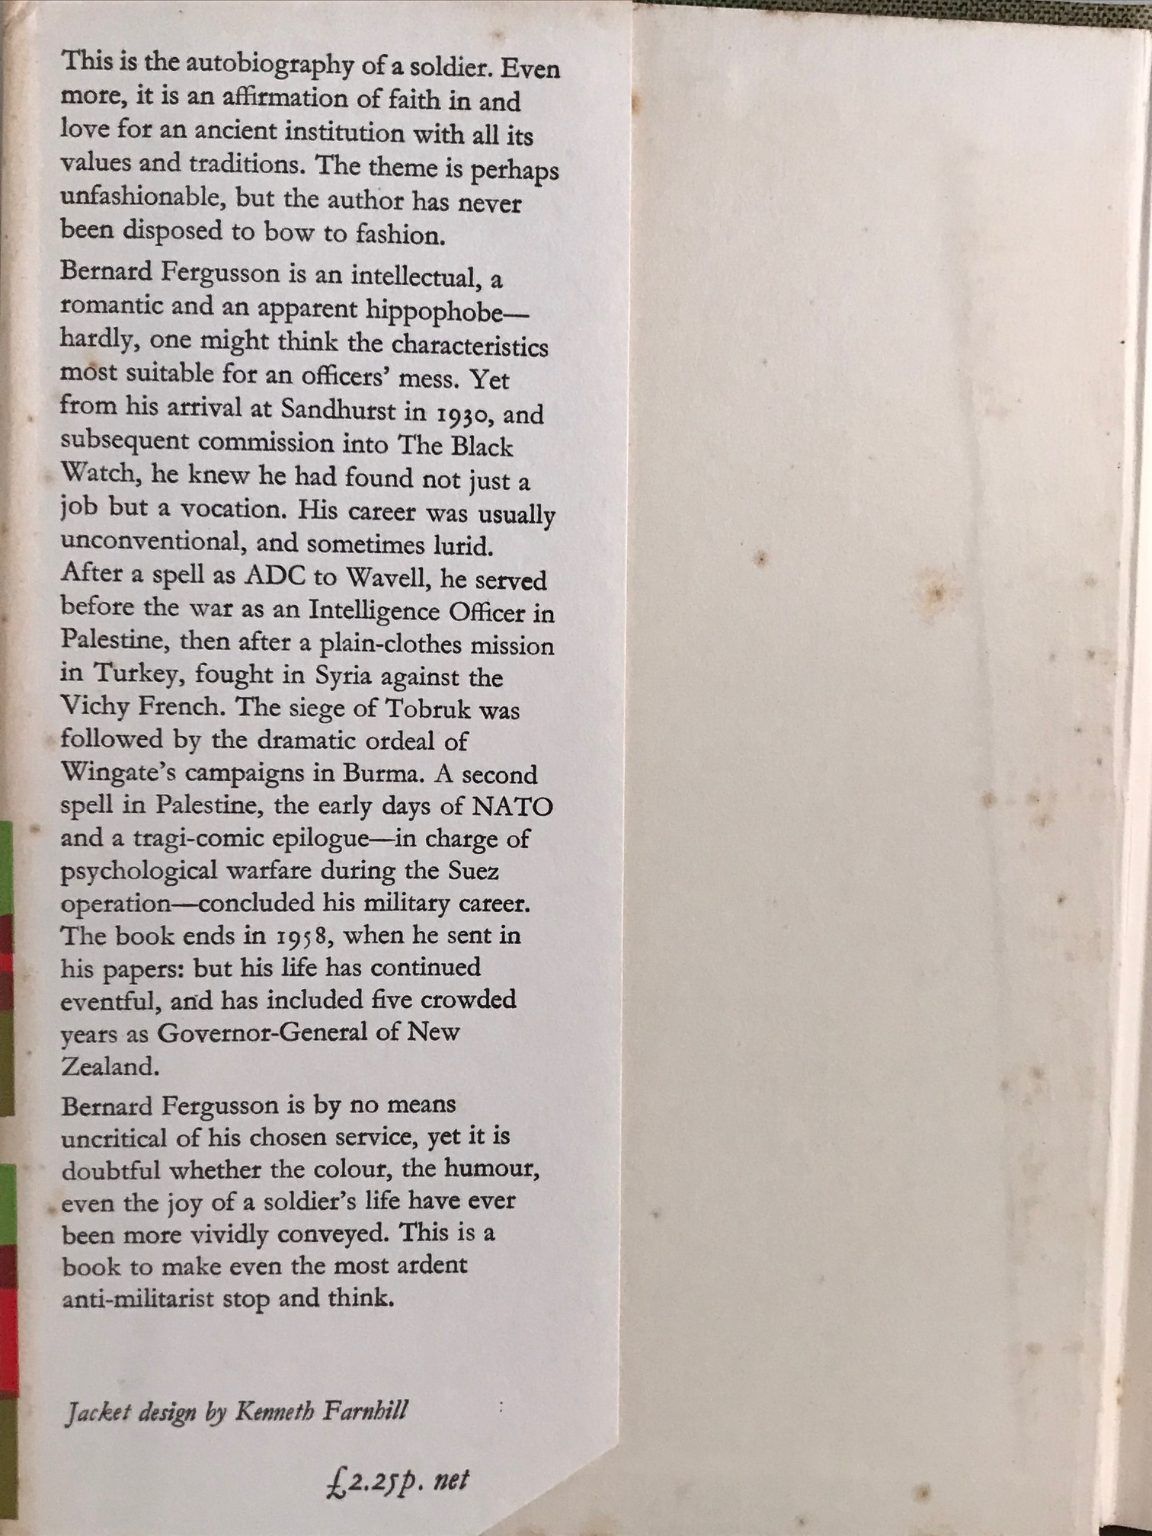 This is the autobiography of a soldier. Even
more, it is an affirmation of faith in and
love for an ancient institution with all its
values and traditions. The theme is perhaps
unfashionable, but the author has never
been disposed to bow to fashion.
Bernard Fergusson is an intellectual, a
romantic and an apparent hippophobe—
hardly, one might think the characteristics
most suitable for an officers' mess. Yet
from his arrival at Sandhurst in 1930, and
subsequent commission into The Black
Watch, he knew he had found not just a
job but a vocation. His career was usually
unconventional, and sometimes lurid.
After a spell as ADC to Wavell, he served
before the war as an Intelligence Officer in
Palestine, then after a plain-clothes mission
in Turkey, fought in Syria against the
Vichy French. The siege of Tobruk was
followed by the dramatic ordeal of
Wingate's campaigns in Burma. A second
spell in Palestine, the early days of NATO
and a tragi-comic epilogue—in charge of
psychological warfare during the Suez
operation—concluded his military career.
The book ends in 1958, when he sent in
his papers: but his life has continued
eventful, and has included five crowded
years as Governor-General of New
Zealand.
Bernard Fergusson is by no means
uncritical of his chosen service, yet it is
doubtful whether the colour, the humour,
even the joy of a soldier's life have ever
been more vividly conveyed. This is a
book to make even the most ardent
anti-militarist stop and think.
Jacket design by Kenneth Farnhill
£2.25p. net